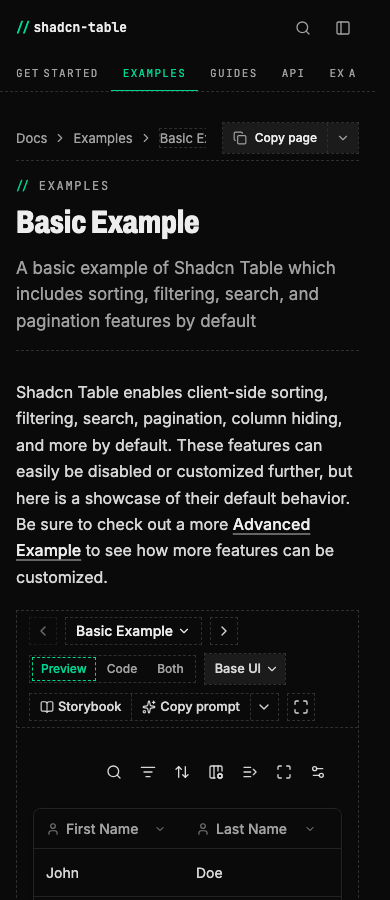 // shadcn-table
GET STARTED EXAMPLES GUIDES API EX A
Docs Examples Basic E Copy page
// EXAMPLES
Basic Example
A basic example of Shadcn Table which
includes sorting, filtering, search, and
pagination features by default
Shadcn Table enables client-side sorting,
filtering, search, pagination, column hiding,
and more by default. These features can
easily be disabled or customized further, but
here is a showcase of their default behavior.
Be sure to check out a more Advanced
Example to see how more features can be
customized.
Basic Example
Preview Code Both Base UI
Storybook Copy prompt
First Name Last Name
John Doe